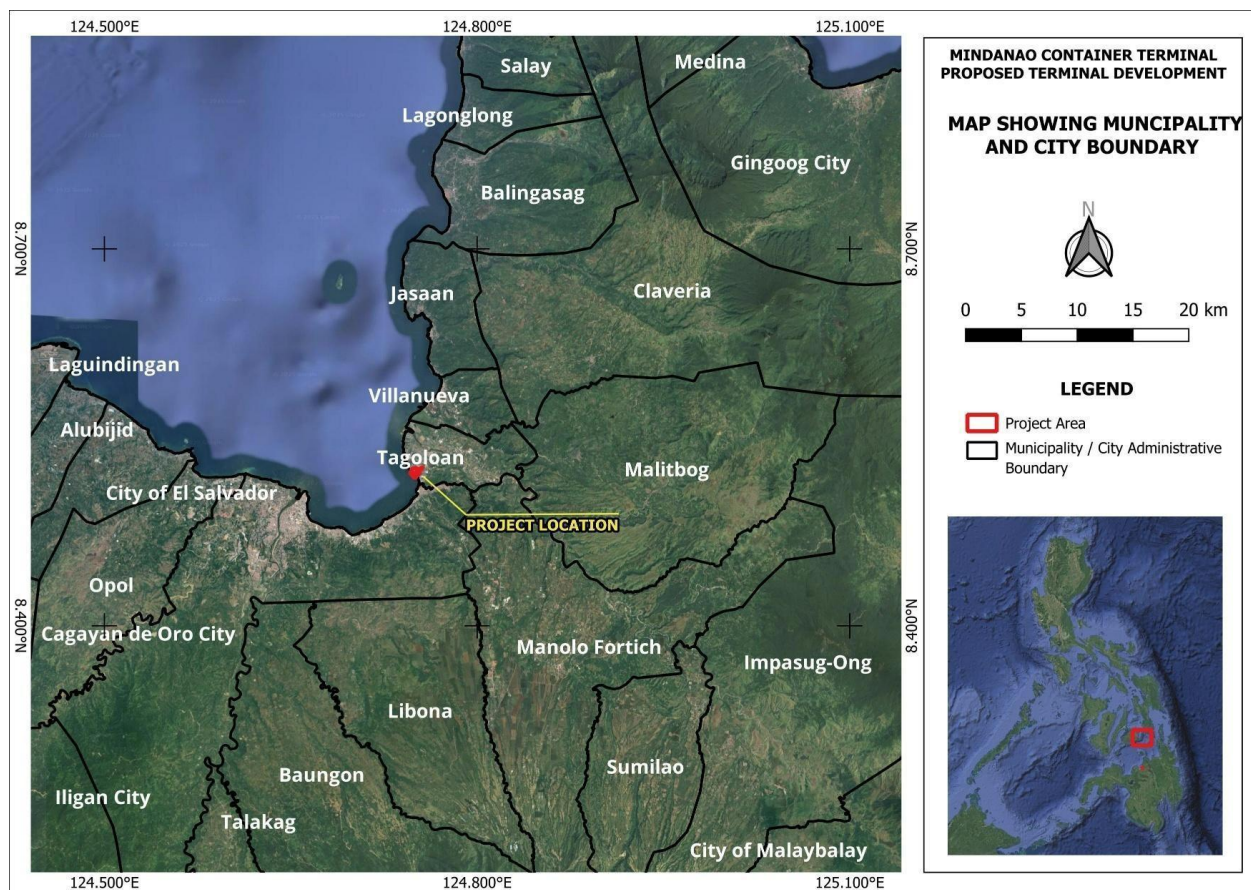 124.500°E
124.800°E
125.100°E
8.700°N
8.700°N
8.400°N
8.400°N
Salay
Medina
Lagonglong
Gingoog City
Balingasag
Jasaan
Claveria
Laguindingan
Villanueva
Alubijid
Tagoloan
Malitbog
City of El Salvador
PROJECT LOCATION
Opol
Cagayan de Oro City
Manolo Fortich
Impasug-Ong
Libona
Baungon
Sumilao
Iligan City
Talakag
City of Malaybalay
124.500°E
124.800°E
125.100°E
MINDANAO CONTAINER TERMINAL
PROPOSED TERMINAL DEVELOPMENT
MAP SHOWING MUNCIPALITY
AND CITY BOUNDARY
N
0 5 10 15 20 km
LEGEND
Project Area
Municipality / City Administrative
Boundary